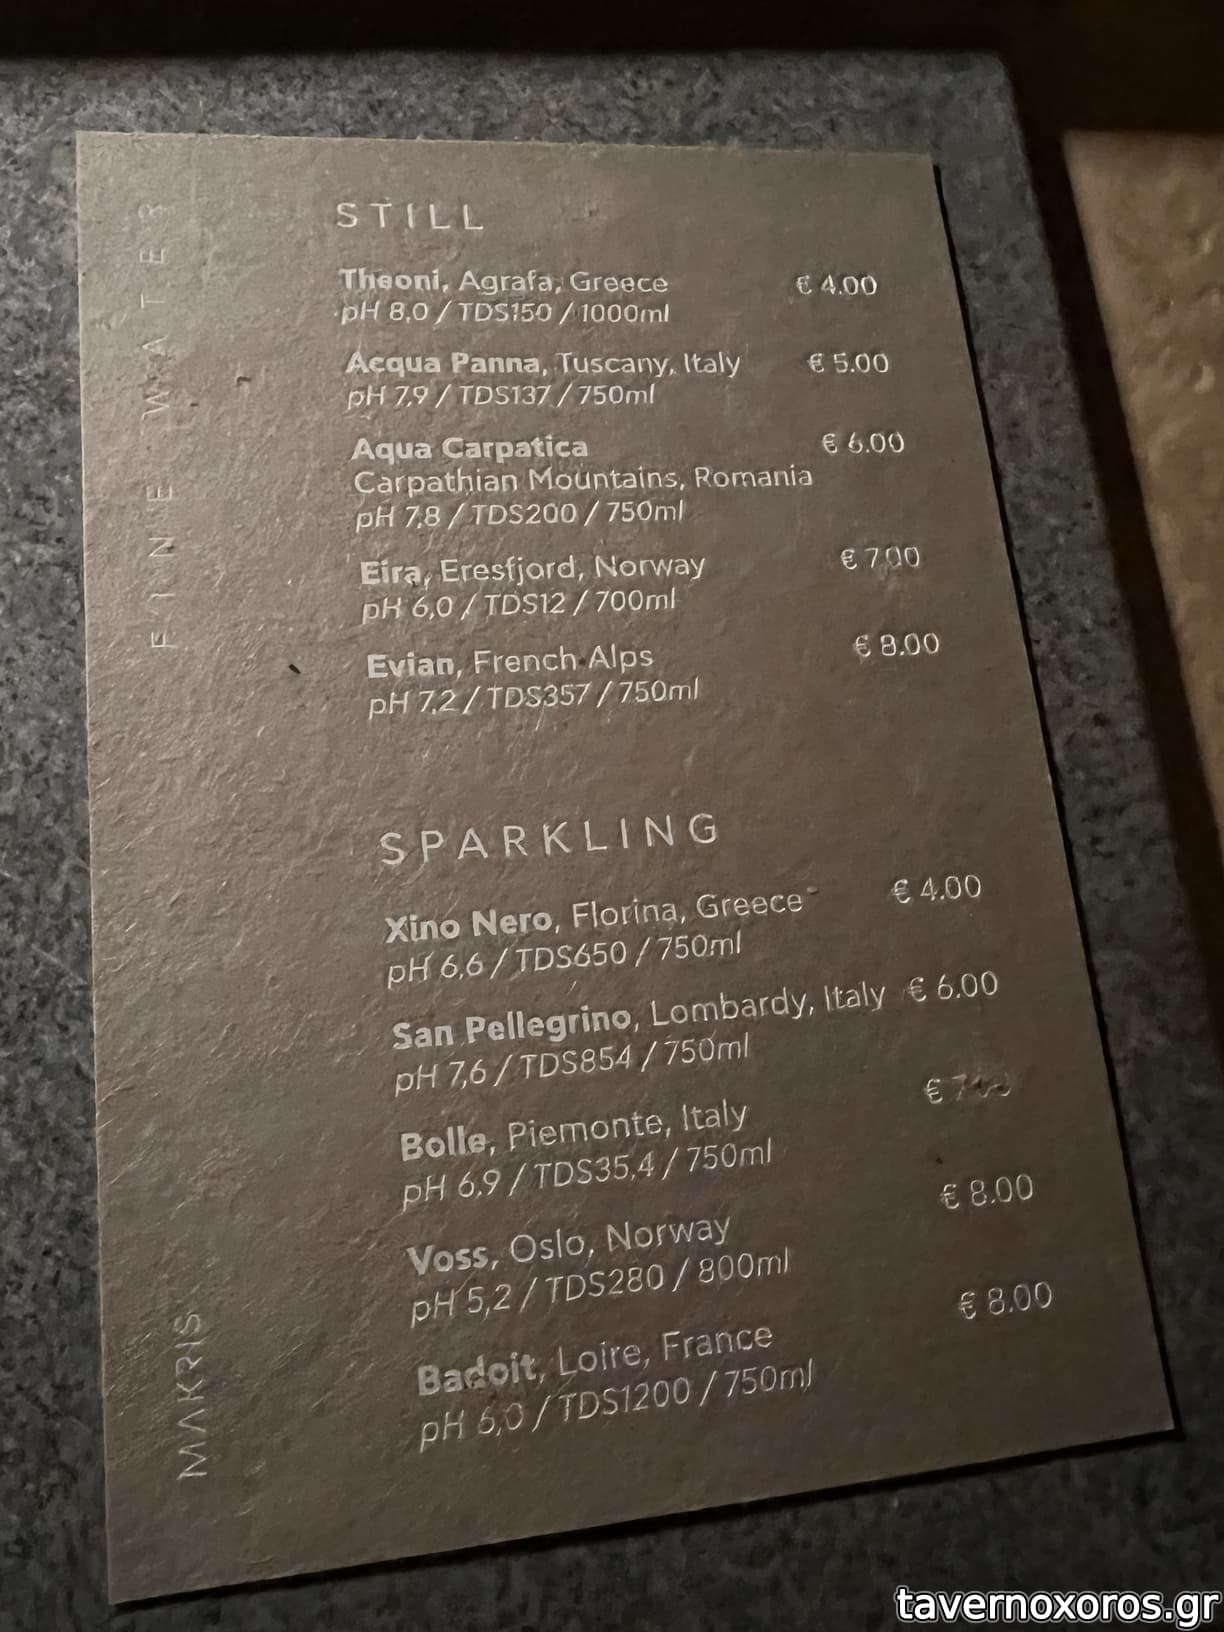 FINE WATER
STILL
Theoni, Agrafa, Greece € 4.00
pH 8,0 / TDS150 / 1000ml
Acqua Panna, Tuscany, Italy € 5.00
pH 7,9 / TDS137 / 750ml
Aqua Carpatica € 6.00
Carpathian Mountains, Romania
pH 7,8 / TDS200 / 750ml
Eira, Eresfjord, Norway € 7.00
pH 6,0 / TDS12 / 700ml
Evian, French Alps € 8.00
pH 7,2 / TDS357 / 750ml
SPARKLING
Xino Nero, Florina, Greece € 4.00
pH 6,6 / TDS650 / 750ml
San Pellegrino, Lombardy, Italy € 6.00
pH 7,6 / TDS854 / 750ml
Bolle, Piemonte, Italy €
pH 6,9 / TDS35,4 / 750ml
Voss, Oslo, Norway € 8.00
pH 5,2 / TDS280 / 800ml
Badoit, Loire, France € 8.00
pH 6,0 / TDS1200 / 750ml
MAKRIS
tavernoxoros.gr